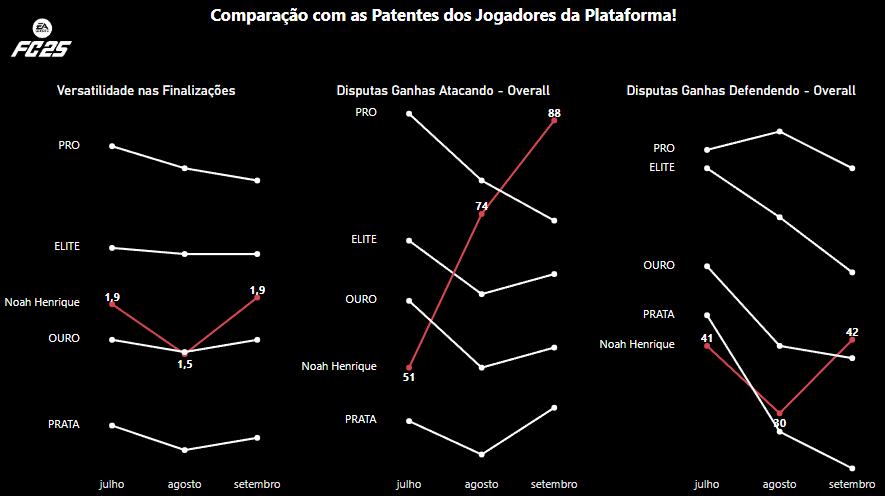 Comparação com as Patentes dos Jogadores da Plataforma!
EA
GAMES
FC25
Versatilidade nas Finalizações
PRO
ELITE
Noah Henrique
OURO
PRATA
1,9
1,5
1,9
julho agosto setembro
Disputas Ganhas Atacando - Overall
PRO
ELITE
OURO
Noah Henrique
PRATA
51
74
88
julho agosto setembro
Disputas Ganhas Defendendo - Overall
PRO
ELITE
OURO
PRATA
Noah Henrique
41
30
42
julho agosto setembro